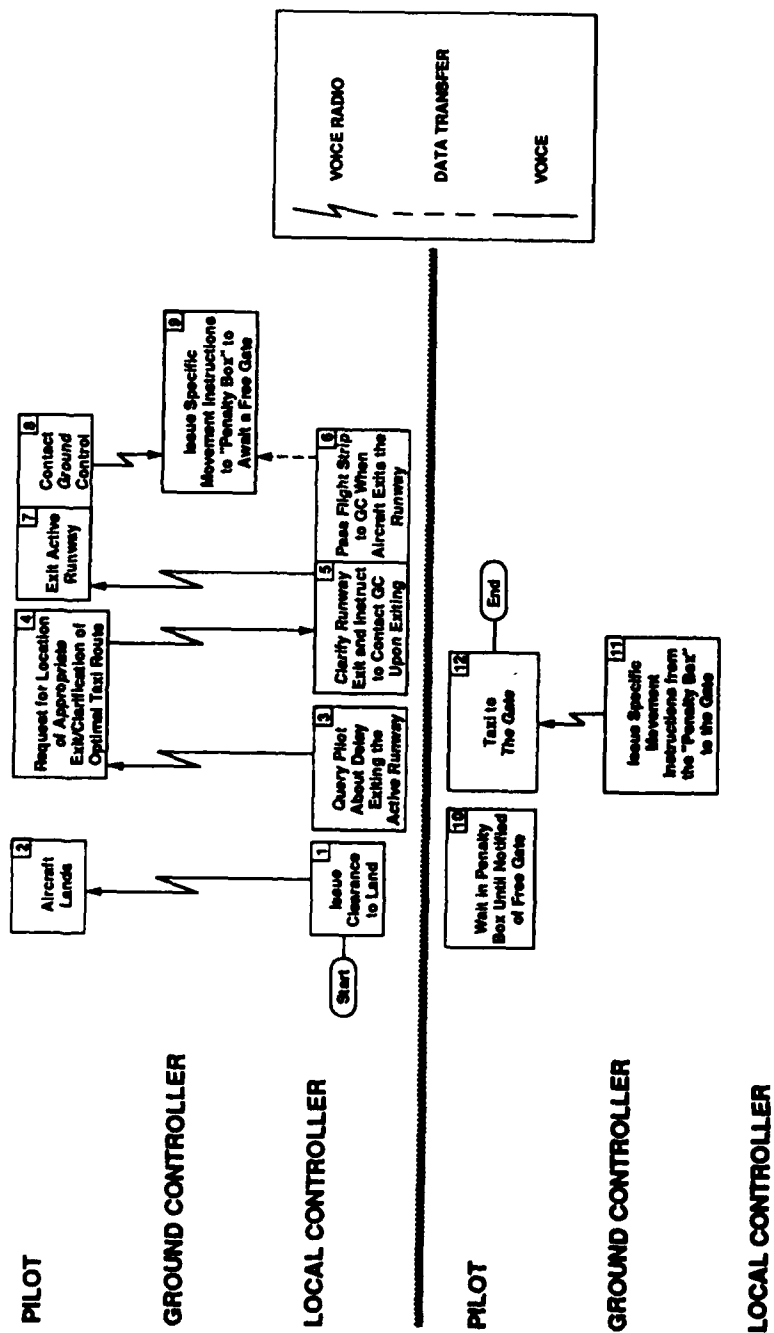 PILOT
2
Aircraft
Lands
4
Request for Location
of Appropriate
Exit/Clarification of
Optimal Taxi Route
7
Exit Active
Runway
8
Contact
Ground
Control
GROUND CONTROLLER
9
Issue Specific
Movement Instructions
to "Penalty Box" to
Await a Free Gate
LOCAL CONTROLLER
Start
1
Issue
Clearance
to Land
3
Query Pilot
About Delay
Exiting the
Active Runway
5
Clarify Runway
Exit and Instruct
to Contact GC
Upon Exiting
6
Pass Flight Strip
to GC When
Aircraft Exits the
Runway
VOICE RADIO
DATA TRANSFER
VOICE
PILOT
10
Wait in Penalty
Box Until Notified
of Free Gate
12
Taxi to
The Gate
End
GROUND CONTROLLER
11
Issue Specific
Movement
Instructions from
the "Penalty Box"
to the Gate
LOCAL CONTROLLER